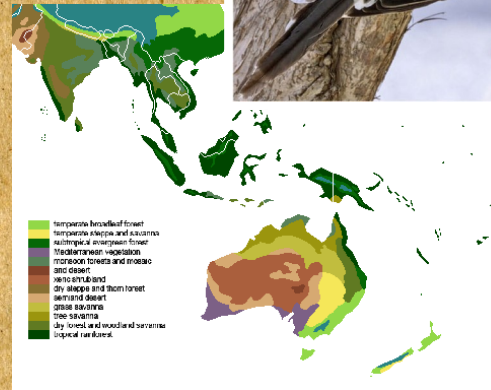 temperate broadleaf forest
temperate steppe and savanna
subtropical evergreen forest
Mediterranean vegetation
monsoon forests and mosaic
arid desert
xeric shrubland
dry steppe and thorn forest
semiarid desert
grass savanna
tree savanna
dry forest and woodland savanna
tropical rainforest